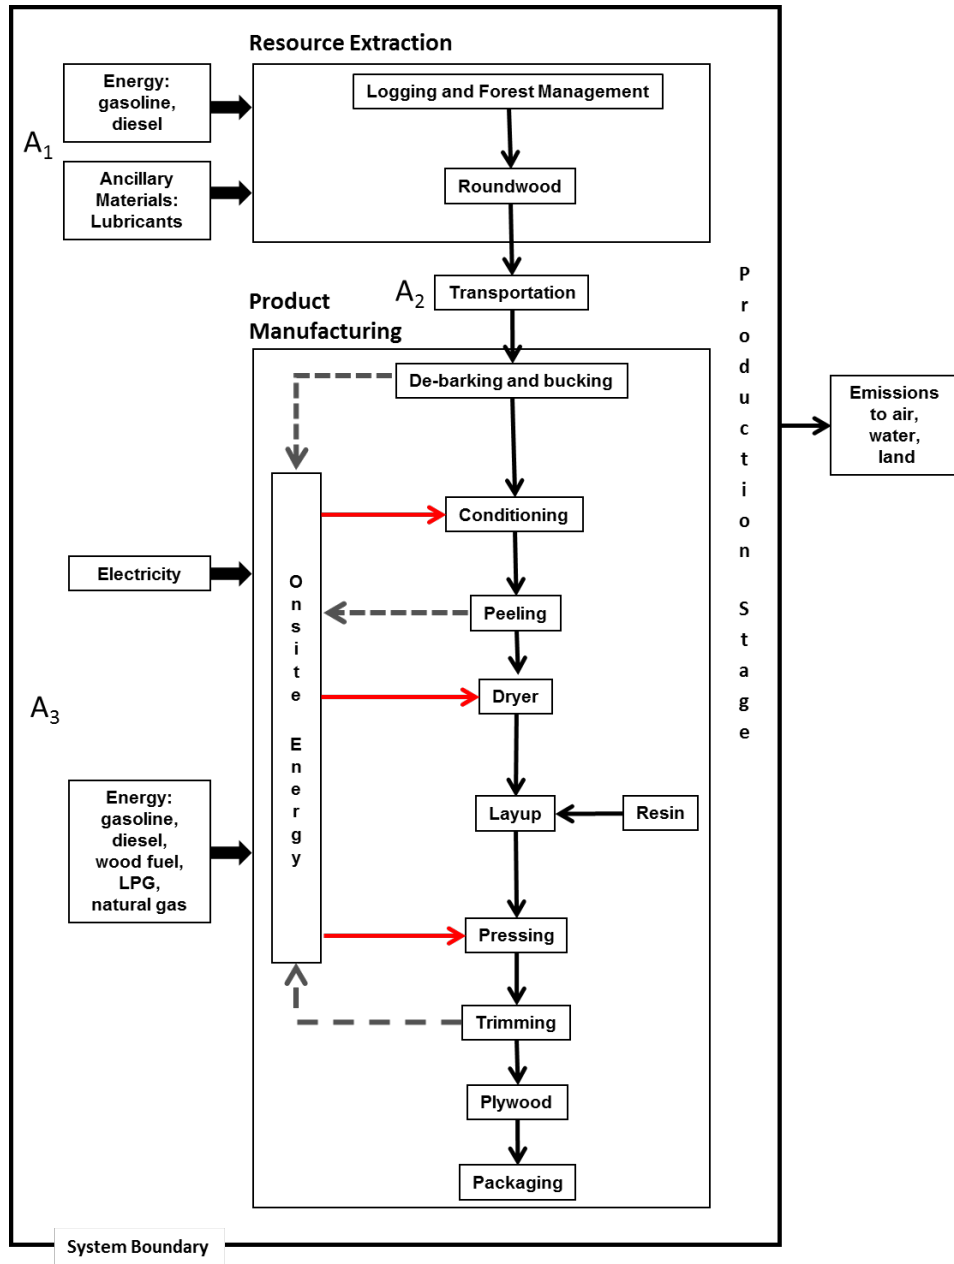 Resource Extraction
Energy:
gasoline,
diesel
A1
Ancillary
Materials:
Lubricants
Logging and Forest Management
Roundwood
A2
Transportation
Product
Manufacturing
De-barking and bucking
Conditioning
Peeling
Dryer
Layup
Resin
Pressing
Trimming
Plywood
Packaging
Onsite Energy
Electricity
A3
Energy:
gasoline,
diesel,
wood fuel,
LPG,
natural gas
Production Stage
Emissions
to air,
water,
land
System Boundary